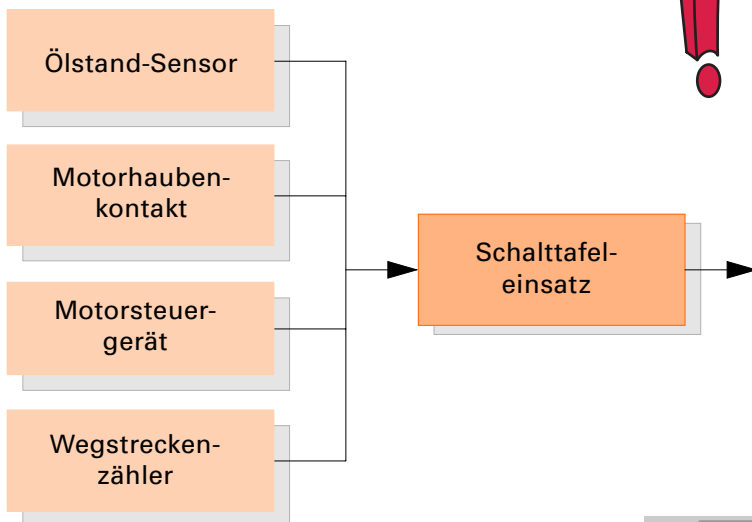 Ölstand-Sensor
Motorhauben-
kontakt
Motorsteuer-
gerät
Wegstrecken-
zähler
Schalttafel-
einsatz